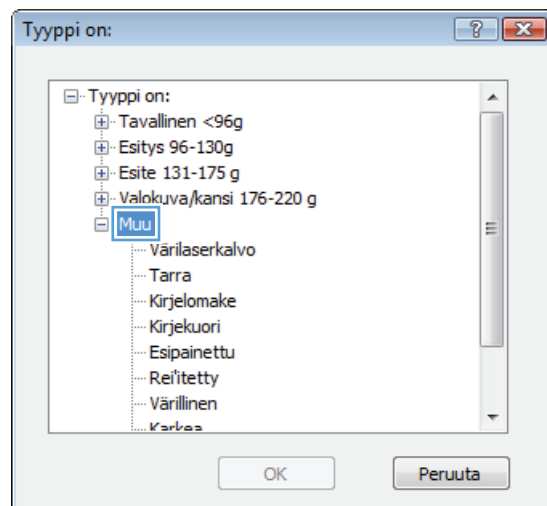 Tyyppi on:
Tyyppi on:
Tavallinen <96g
Esitys 96-130g
Esite 131-175 g
Valokuva/kansi 176-220 g
Muu
Värilaserkalvo
Tarra
Kirjelomake
Kirjekuori
Esipainettu
Rei'itetty
Värillinen
Karkea
OK Peruuta